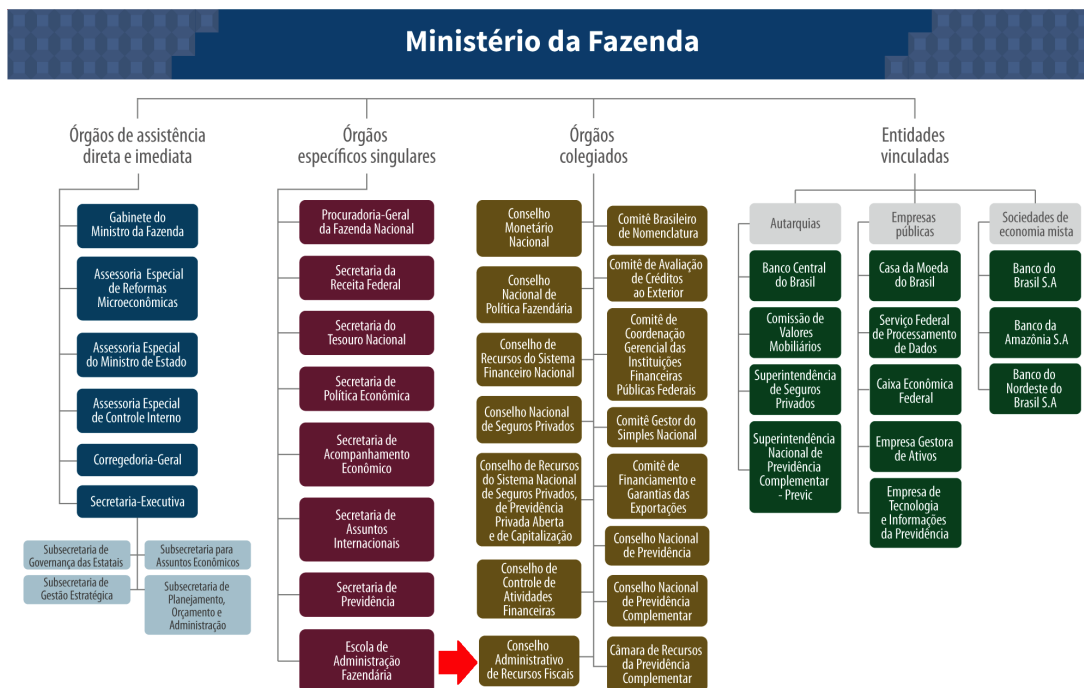 Ministério da Fazenda
Órgãos de assistência
direta e imediata
Gabinete do
Ministro da Fazenda
Assessoria Especial
de Reformas
Microeconômicas
Assessoria Especial
do Ministro de Estado
Assessoria Especial
de Controle Interno
Corregedoria-Geral
Secretaria-Executiva
Subsecretaria de
Governança das Estatais
Subsecretaria para
Assuntos Econômicos
Subsecretaria de
Gestão Estratégica
Subsecretaria de
Planejamento,
Orçamento e
Administração
Órgãos
específicos singulares
Procuradoria-Geral
da Fazenda Nacional
Secretaria da
Receita Federal
Secretaria do
Tesouro Nacional
Secretaria de
Política Econômica
Secretaria de
Acompanhamento
Econômico
Secretaria de
Assuntos
Internacionais
Secretaria de
Previdência
Escola de
Administração
Fazendária
Órgãos
colegiados
Conselho
Monetário
Nacional
Conselho
Nacional de
Política Fazendária
Conselho de
Recursos do Sistema
Financeiro Nacional
Conselho Nacional
de Seguros Privados
Conselho de Recursos
do Sistema Nacional
de Seguros Privados,
de Previdência
Privada Aberta
e de Capitalização
Conselho de
Controle de
Atividades
Financeiras
Conselho
Administrativo
de Recursos Fiscais
Comitê Brasileiro
de Nomenclatura
Comitê de Avaliação
de Créditos
ao Exterior
Comitê de
Coordenação
Gerencial das
Instituições
Financeiras
Públicas Federais
Comitê Gestor do
Simples Nacional
Comitê de
Financiamento e
Garantias das
Exportações
Conselho Nacional
de Previdência
Conselho Nacional
de Previdência
Complementar
Câmara de Recursos
da Previdência
Complementar
Entidades
vinculadas
Autarquias
Banco Central
do Brasil
Comissão de
Valores
Mobiliários
Superintendência
de Seguros
Privados
Superintendência
Nacional de
Previdência
Complementar
- Previc
Empresas
públicas
Casa da Moeda
do Brasil
Serviço Federal
de Processamento
de Dados
Caixa Econômica
Federal
Empresa Gestora
de Ativos
Empresa de
Tecnologia
e Informações
da Previdência
Sociedades de
economia mista
Banco do
Brasil S.A
Banco da
Amazônia S.A
Banco do
Nordeste do
Brasil S.A